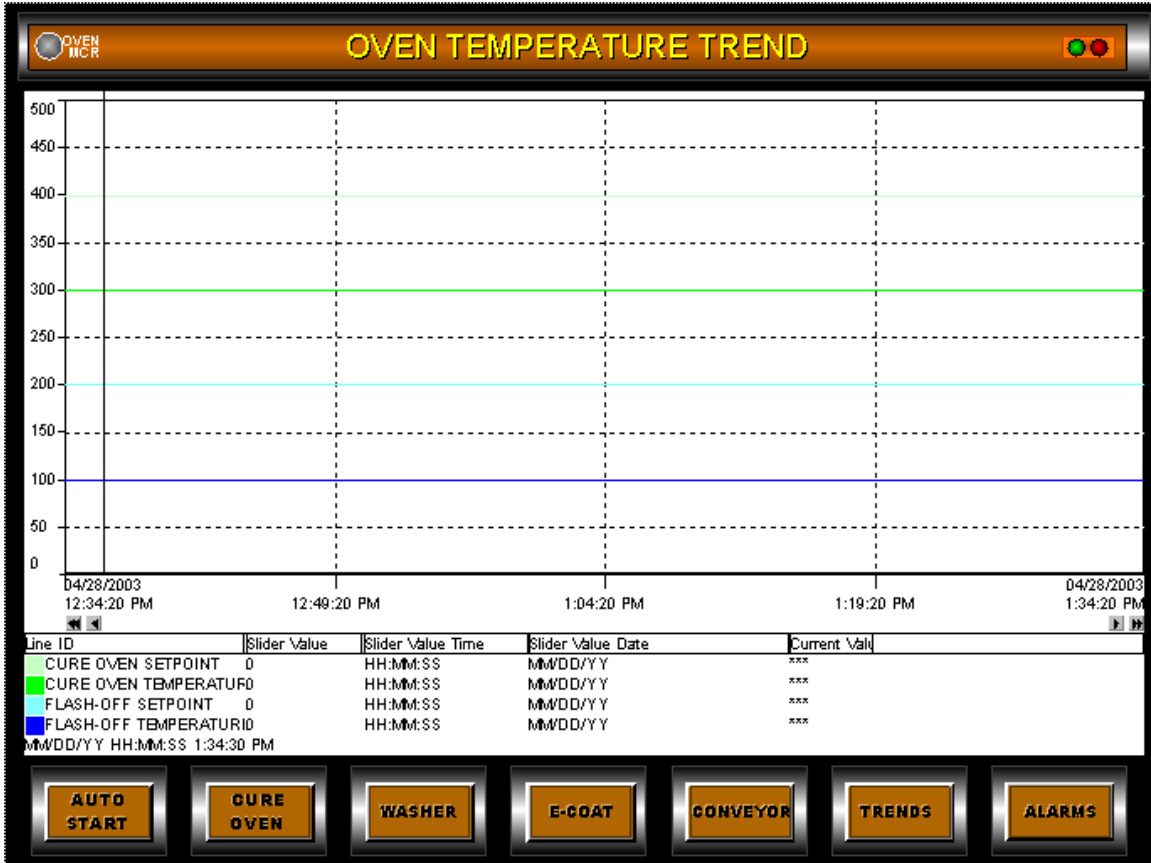 OVEN MCR
OVEN TEMPERATURE TREND
500
450
400
350
300
250
200
150
100
50
0
04/28/2003 04/28/2003
12:34:20 PM 12:49:20 PM 1:04:20 PM 1:19:20 PM 1:34:20 PM
Line ID Slider Value Slider Value Time Slider Value Date Current Valu
CURE OVEN SETPOINT 0 HH:MM:SS MM/DD/YY ***
CURE OVEN TEMPERATUR0 HH:MM:SS MM/DD/YY ***
FLASH-OFF SETPOINT 0 HH:MM:SS MM/DD/YY ***
FLASH-OFF TEMPERATURI0 HH:MM:SS MM/DD/YY ***
MM/DD/YY HH:MM:SS 1:34:30 PM
AUTO START
CURE OVEN
WASHER
E-COAT
CONVEYOR
TRENDS
ALARMS